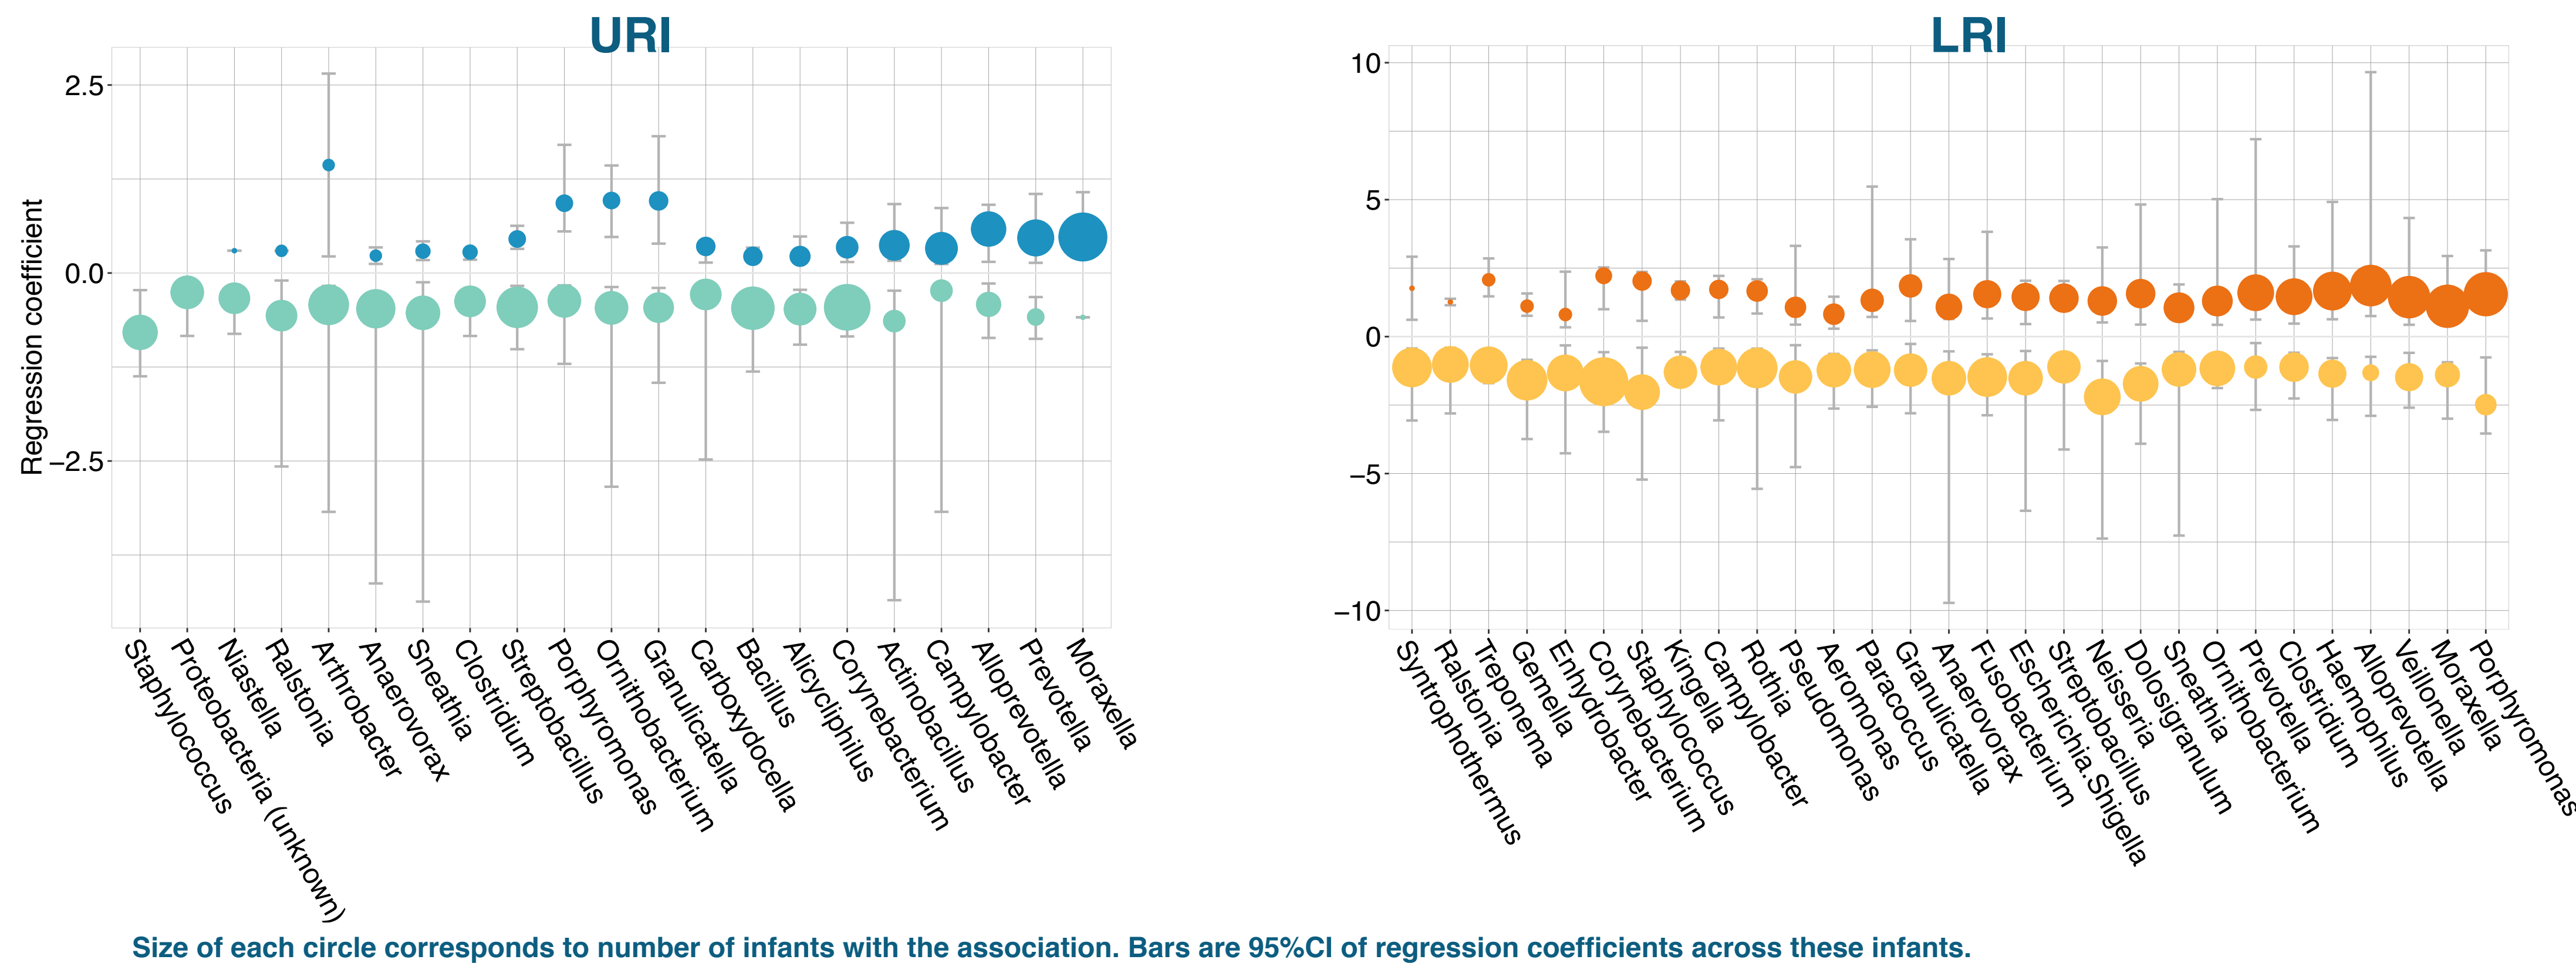 URI
LRI
Regression coefficient
2.5
0.0
−2.5
10
5
0
−5
−10
Staphylococcus
Proteobacteria (unknown)
Niastella
Ralstonia
Arthrobacter
Anaerovorax
Sneathia
Clostridium
Streptobacillus
Porphyromonas
Ornithobacterium
Granulicatella
Carboxydocella
Bacillus
Alicycliphilus
Corynebacterium
Actinobacillus
Campylobacter
Alloprevotella
Prevotella
Moraxella
Syntrophothermus
Ralstonia
Treponema
Gemella
Enhydrobacter
Corynebacterium
Staphylococcus
Kingella
Campylobacter
Rothia
Pseudomonas
Aeromonas
Paracoccus
Granulicatella
Anaerovorax
Fusobacterium
Escherichia.Shigella
Streptobacillus
Neisseria
Dolosigranulum
Sneathia
Ornithobacterium
Prevotella
Clostridium
Haemophilus
Alloprevotella
Veillonella
Moraxella
Porphyromonas
Size of each circle corresponds to number of infants with the association. Bars are 95%CI of regression coefficients across these infants.